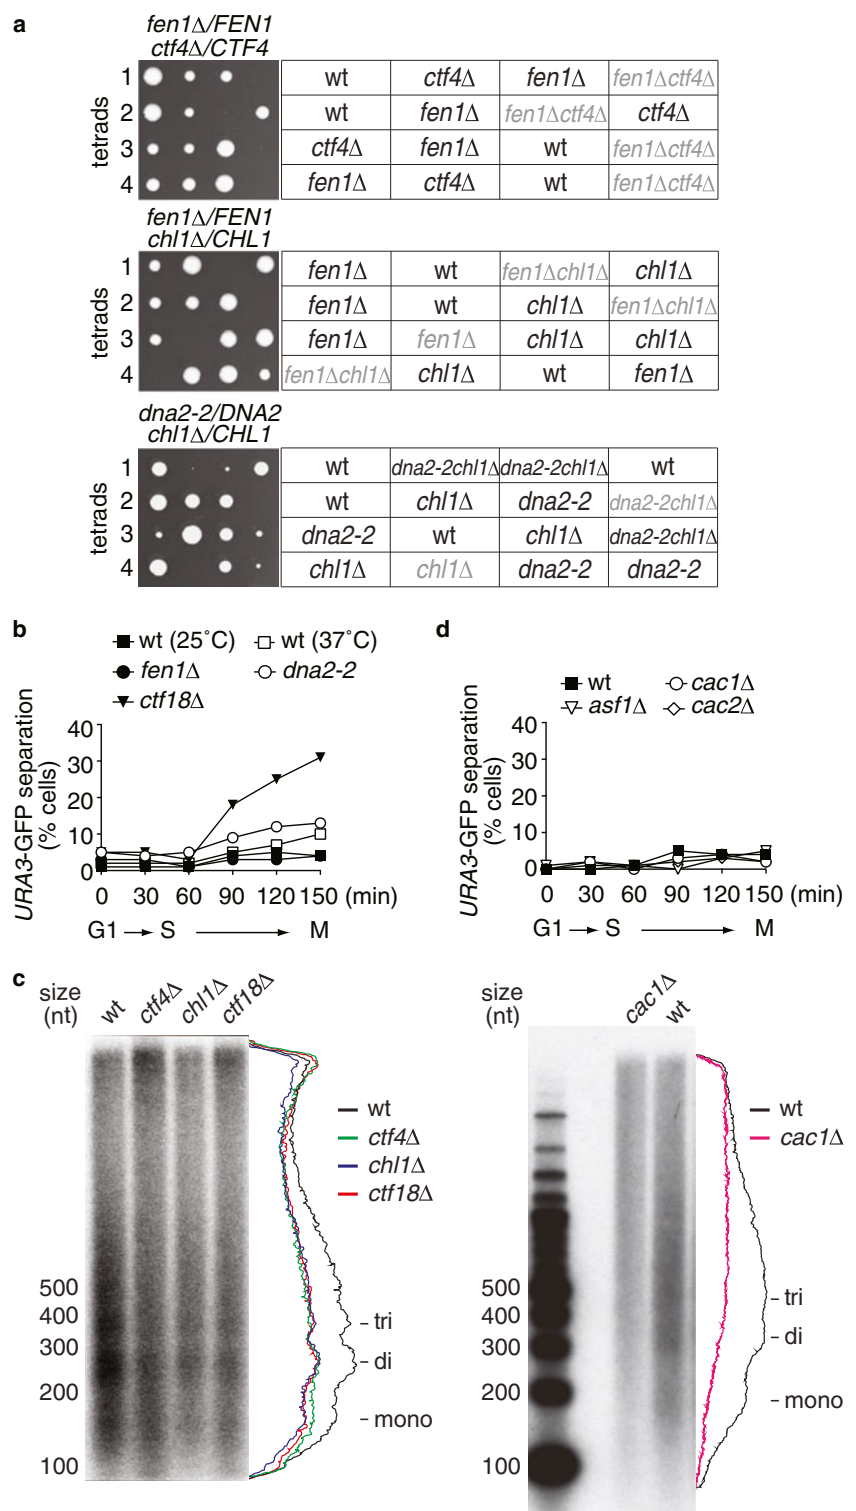 a
fen1Δ/FEN1
ctf4Δ/CTF4
tetrads
1 wt ctf4Δ fen1Δ fen1Δctf4Δ
2 wt fen1Δ fen1Δctf4Δ ctf4Δ
3 ctf4Δ fen1Δ wt fen1Δctf4Δ
4 fen1Δ ctf4Δ wt fen1Δctf4Δ
fen1Δ/FEN1
chl1Δ/CHL1
tetrads
1 fen1Δ wt fen1Δchl1Δ chl1Δ
2 fen1Δ wt chl1Δ fen1Δchl1Δ
3 fen1Δ fen1Δ chl1Δ chl1Δ
4 fen1Δchl1Δ chl1Δ wt fen1Δ
dna2-2/DNA2
chl1Δ/CHL1
tetrads
1 wt dna2-2chl1Δ dna2-2chl1Δ wt
2 wt chl1Δ dna2-2 dna2-2chl1Δ
3 dna2-2 wt chl1Δ dna2-2chl1Δ
4 chl1Δ chl1Δ dna2-2 dna2-2
b
wt (25˚C) wt (37˚C)
fen1Δ dna2-2
ctf18Δ
URA3-GFP separation
(% cells)
40
30
20
10
0
0 30 60 90 120 150 (min)
G1 → S → M
d
wt cac1Δ
asf1Δ cac2Δ
URA3-GFP separation
(% cells)
40
30
20
10
0
0 30 60 90 120 150 (min)
G1 → S → M
c
size
(nt)
wt ctf4Δ chl1Δ ctf18Δ
wt
ctf4Δ
chl1Δ
ctf18Δ
500
400
300
200
100
tri
di
mono
size
(nt)
cac1Δ wt
wt
cac1Δ
500
400
300
200
100
tri
di
mono